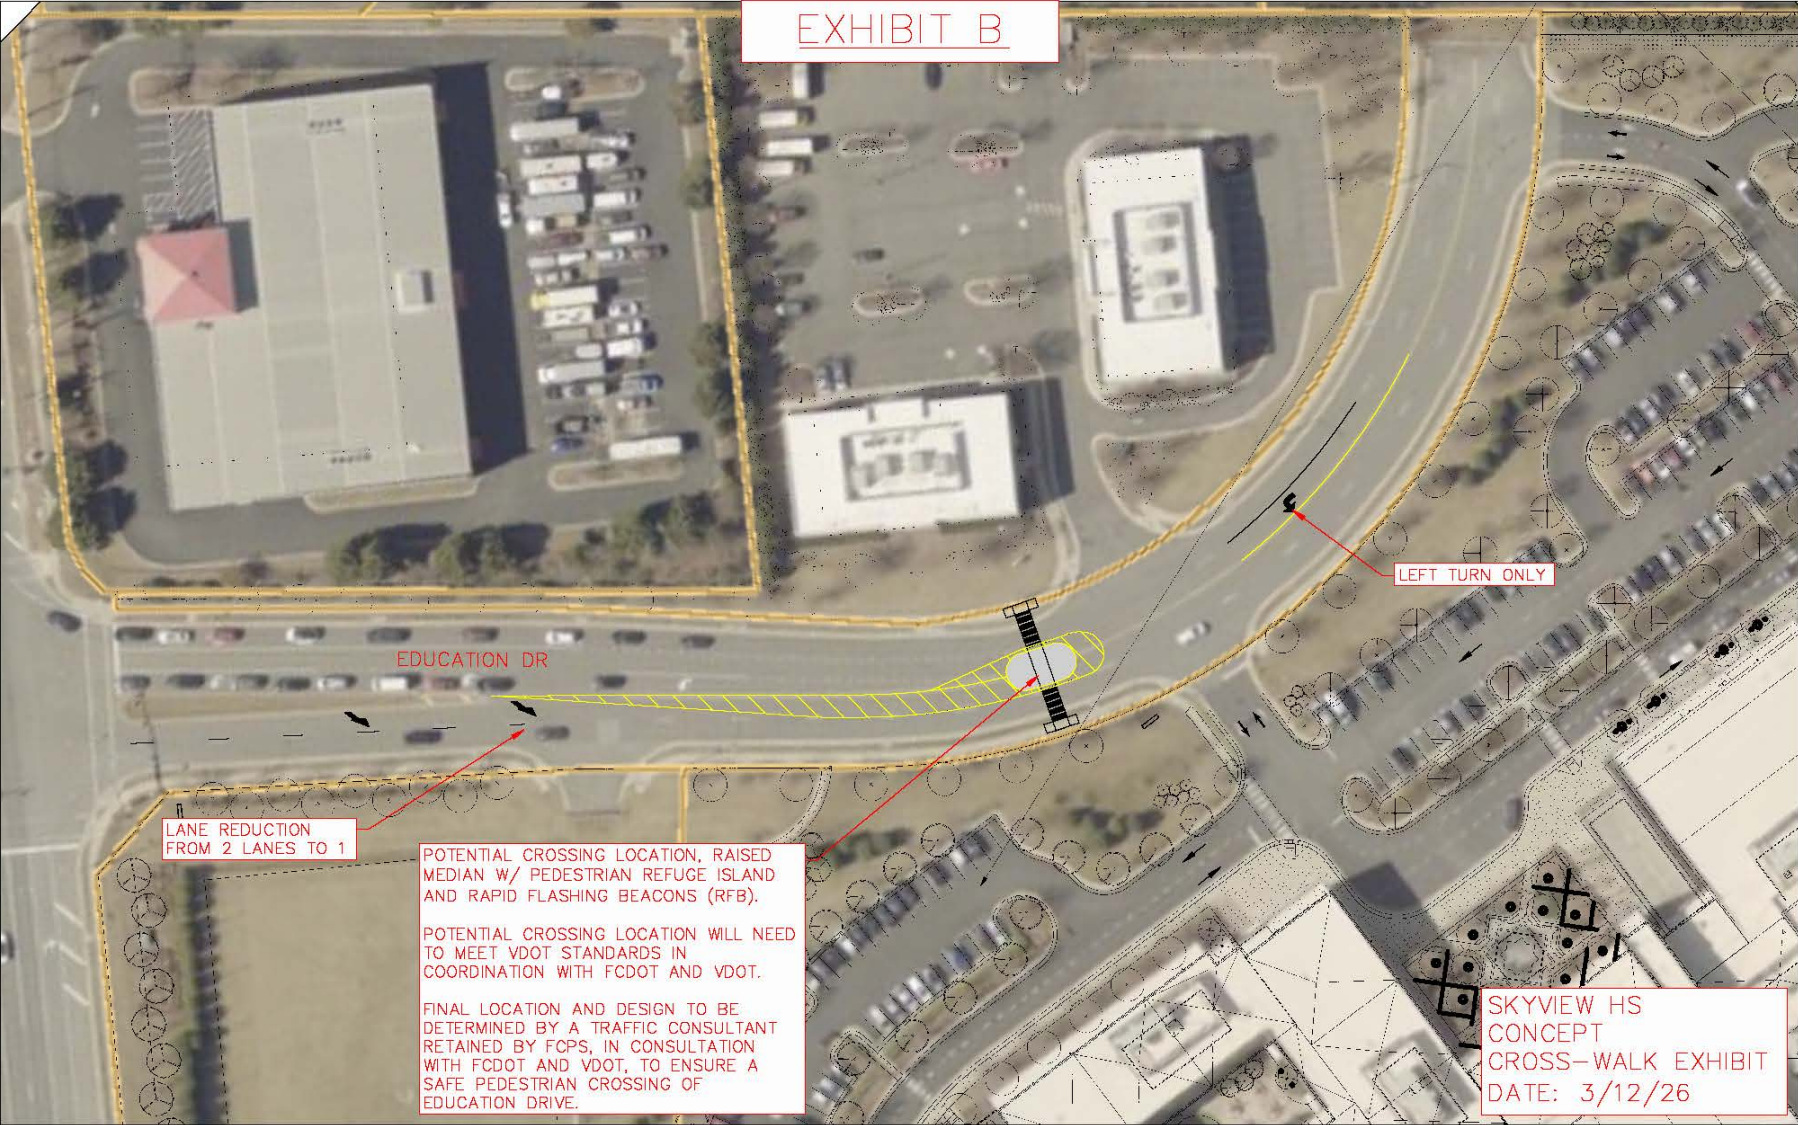 EXHIBIT B
LEFT TURN ONLY
EDUCATION DR
LANE REDUCTION
FROM 2 LANES TO 1
POTENTIAL CROSSING LOCATION, RAISED
MEDIAN W/ PEDESTRIAN REFUGE ISLAND
AND RAPID FLASHING BEACONS (RFB).
POTENTIAL CROSSING LOCATION WILL NEED
TO MEET VDOT STANDARDS IN
COORDINATION WITH FCDOT AND VDOT.
FINAL LOCATION AND DESIGN TO BE
DETERMINED BY A TRAFFIC CONSULTANT
RETAINED BY FCPS, IN CONSULTATION
WITH FCDOT AND VDOT, TO ENSURE A
SAFE PEDESTRIAN CROSSING OF
EDUCATION DRIVE.
SKYVIEW HS
CONCEPT
CROSS-WALK EXHIBIT
DATE: 3/12/26